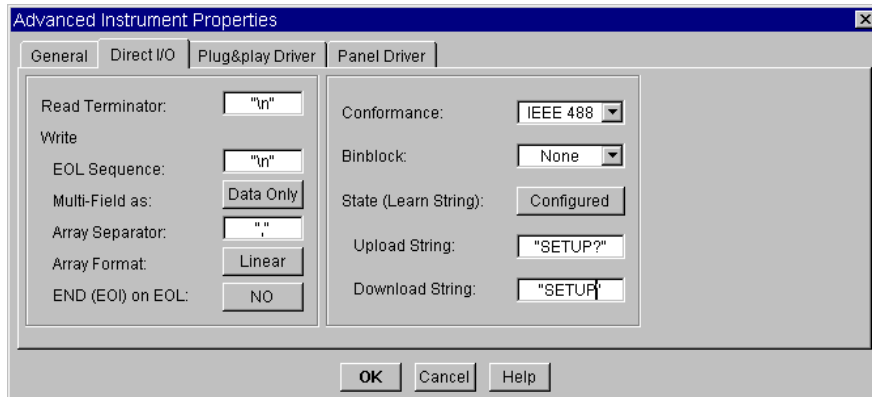 Advanced Instrument Properties
General Direct I/O Plug&play Driver Panel Driver
Read Terminator: "\n"
Write
EOL Sequence: "\n"
Multi-Field as: Data Only
Array Separator: ","
Array Format: Linear
END (EOI) on EOL: NO
Conformance: IEEE 488
Binblock: None
State (Learn String): Configured
Upload String: "SETUP?"
Download String: "SETUP"
OK Cancel Help